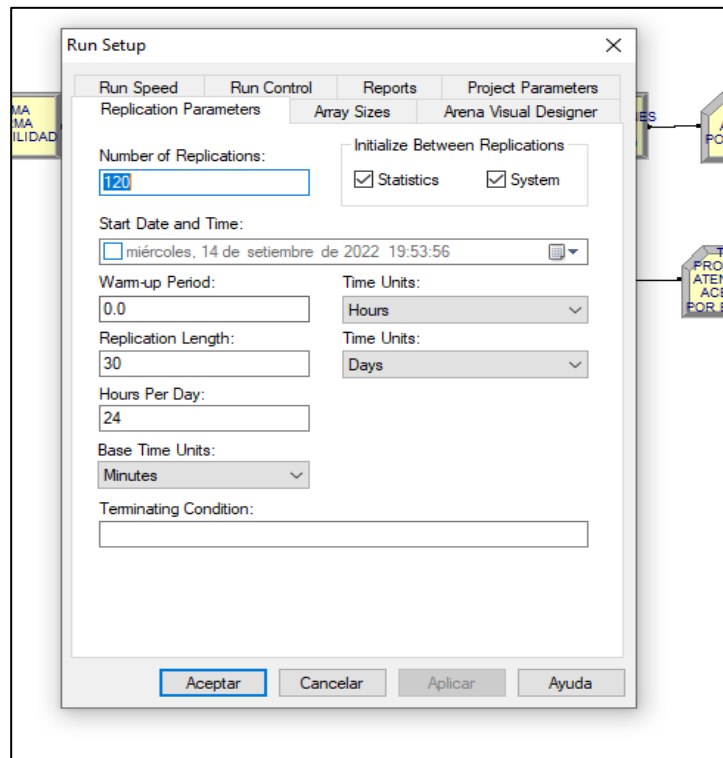 Run Setup
Run Speed Run Control Reports Project Parameters
Replication Parameters Array Sizes Arena Visual Designer
Number of Replications:
120
Initialize Between Replications
Statistics System
Start Date and Time:
miércoles, 14 de setiembre de 2022 19:53:56
Warm-up Period: Time Units:
0.0 Hours
Replication Length: Time Units:
30 Days
Hours Per Day:
24
Base Time Units:
Minutes
Terminating Condition:
Aceptar Cancelar Aplicar Ayuda
MA
RMA
ILIDAD
ES
A
PO
T
PRO
ATEN
ACE
POR E